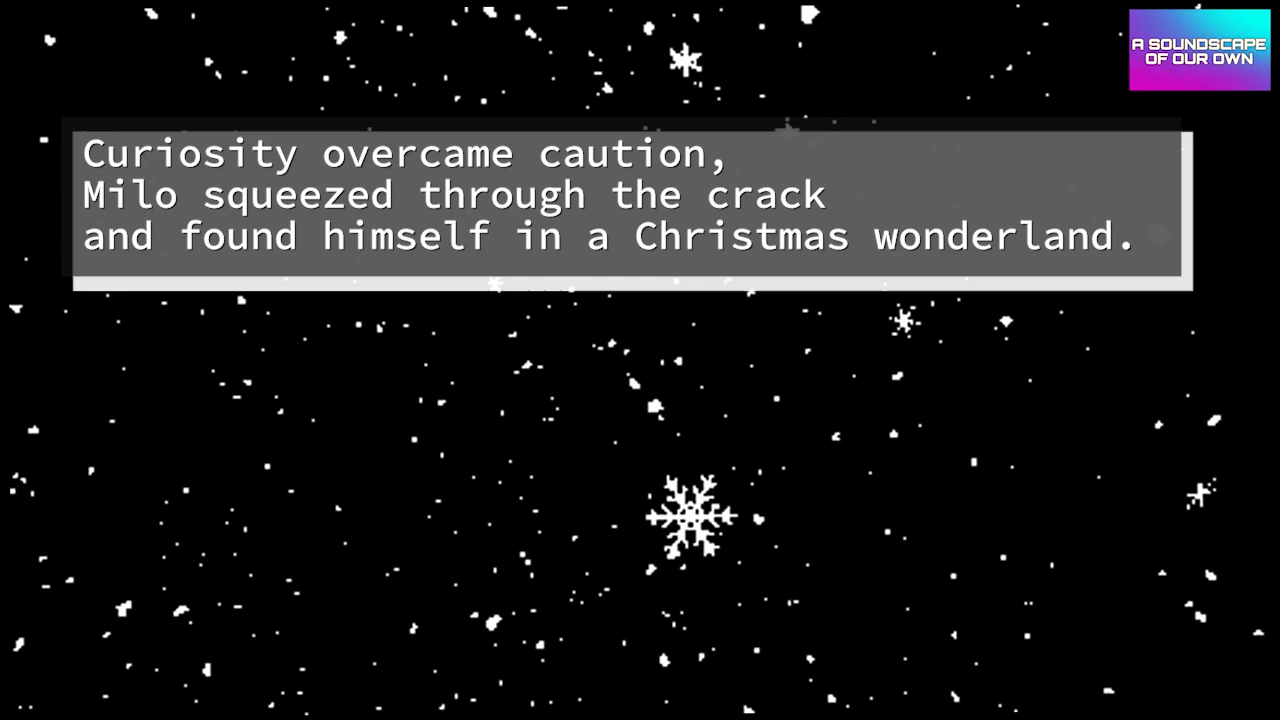 A SOUNDSCAPE
OF OUR OWN
Curiosity overcame caution,
Milo squeezed through the crack
and found himself in a Christmas wonderland.